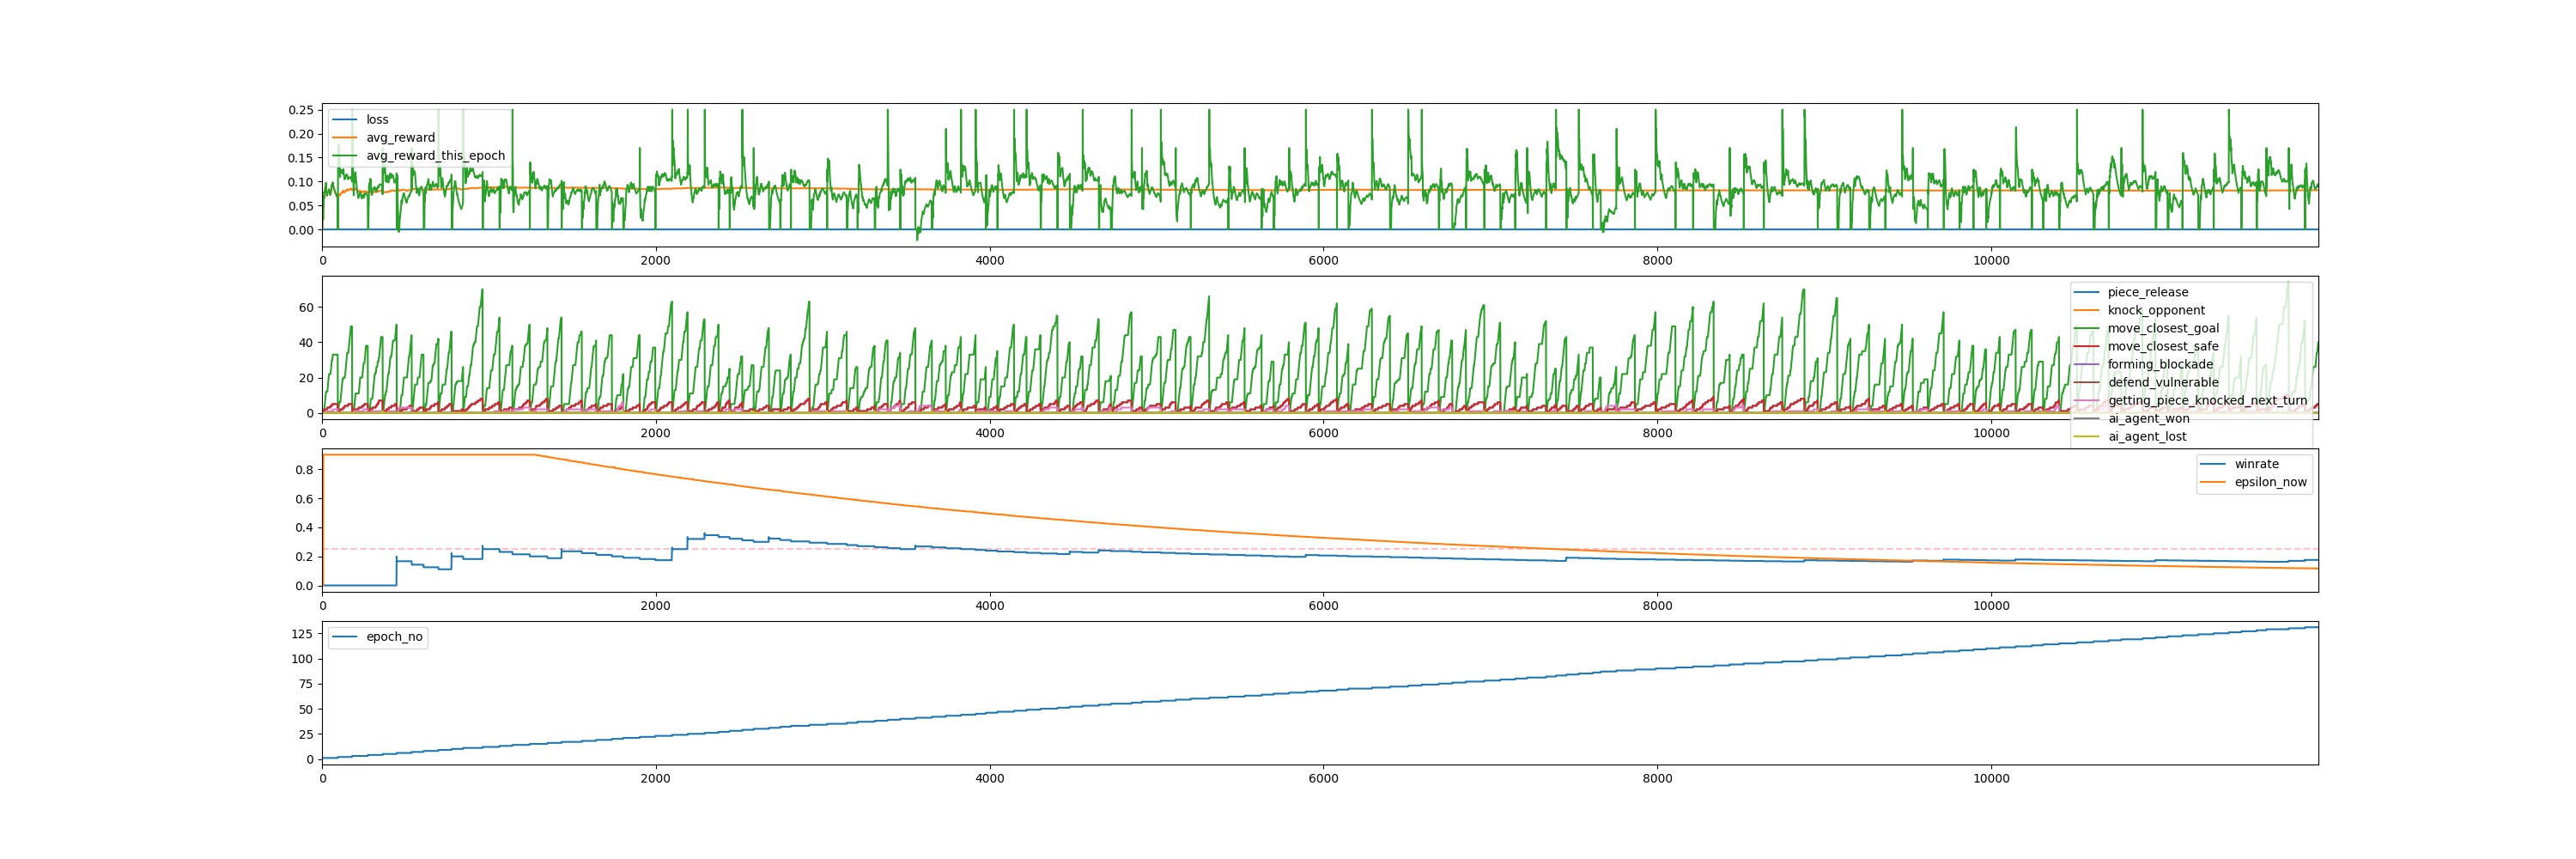 0.25
0.20
0.15
0.10
0.05
0.00
loss
avg_reward
avg_reward_this_epoch
0 2000 4000 6000 8000 10000
60
40
20
0
piece_release
knock_opponent
move_closest_goal
move_closest_safe
forming_blockade
defend_vulnerable
getting_piece_knocked_next_turn
ai_agent_won
ai_agent_lost
0 2000 4000 6000 8000 10000
0.8
0.6
0.4
0.2
0.0
winrate
epsilon_now
0 2000 4000 6000 8000 10000
125
100
75
50
25
0
epoch_no
0 2000 4000 6000 8000 10000